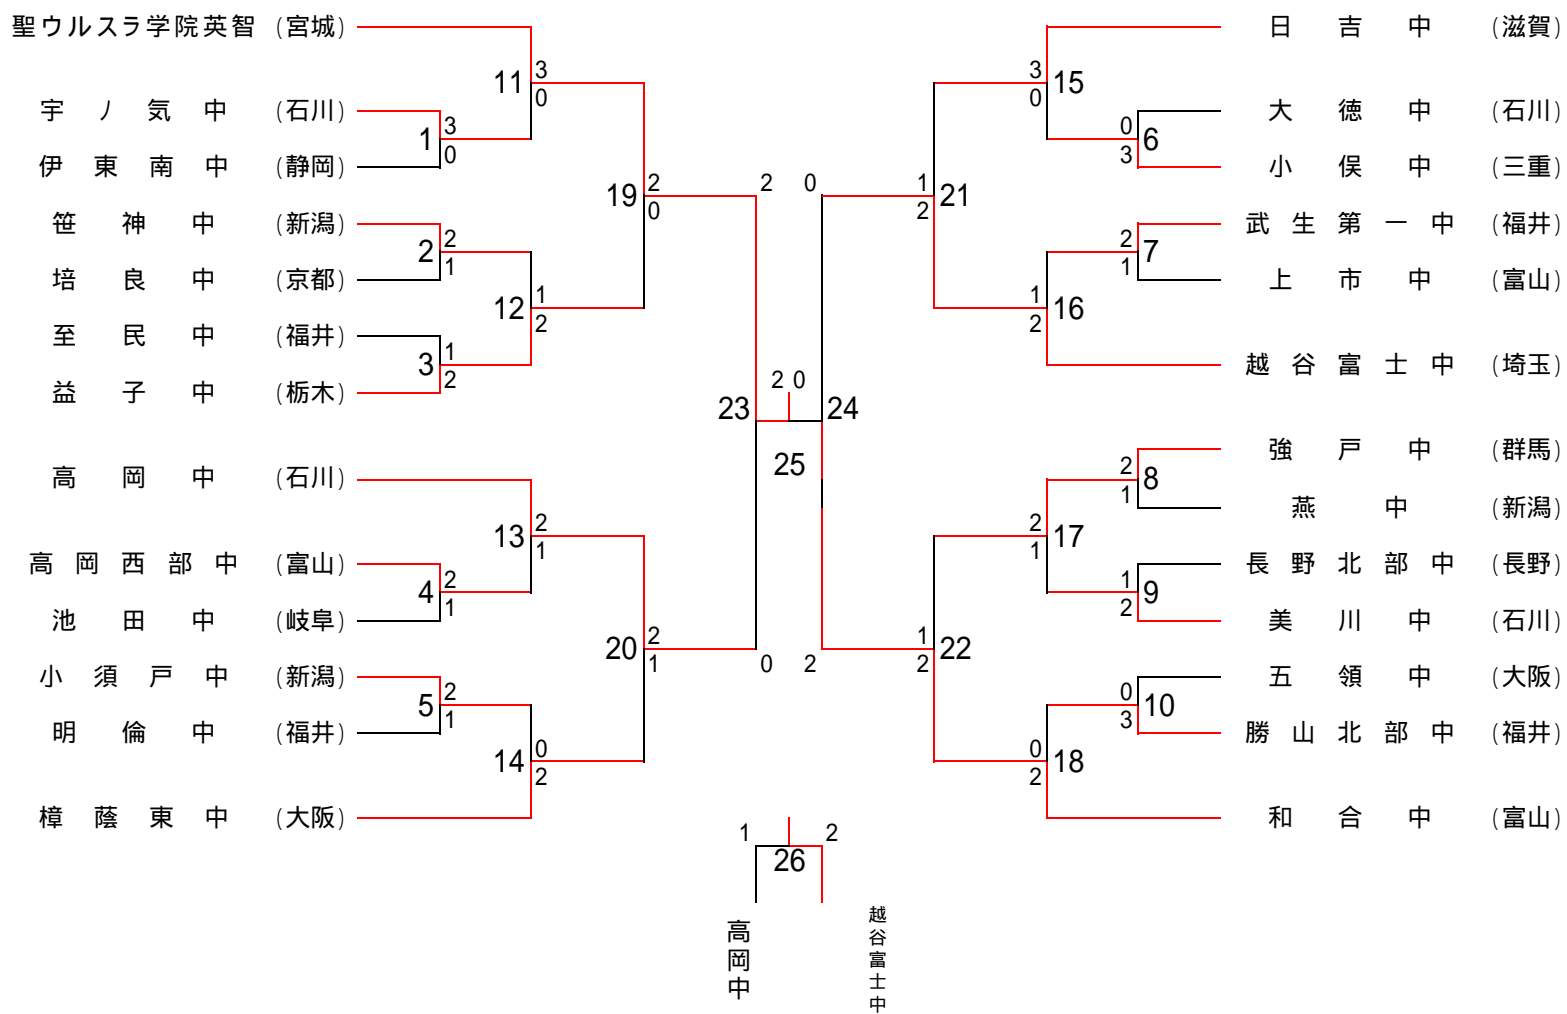 聖ウルスラ学院英智 (宮城)
宇ノ気中 (石川)
伊東南中 (静岡)
笹神中 (新潟)
培良中 (京都)
至民中 (福井)
益子中 (栃木)
高岡中 (石川)
高岡西部中 (富山)
池田中 (岐阜)
小須戸中 (新潟)
明倫中 (福井)
樟蔭東中 (大阪)
1 3 0
2 2 1
3 1 2
4 2 1
5 2 1
11 3 0
12 1 2
13 2 1
14 0 2
19 2 0
20 2 1
23 2 0
25 2 0
24 0 2
21 1 2
22 1 2
15 3 0
16 1 2
17 2 1
18 0 2
6 0 3
7 2 1
8 2 1
9 1 2
10 0 3
日吉中 (滋賀)
大徳中 (石川)
小俣中 (三重)
武生第一中 (福井)
上市中 (富山)
越谷富士中 (埼玉)
強戸中 (群馬)
燕中 (新潟)
長野北部中 (長野)
美川中 (石川)
五領中 (大阪)
勝山北部中 (福井)
和合中 (富山)
1 26 2
高岡中
越谷富士中